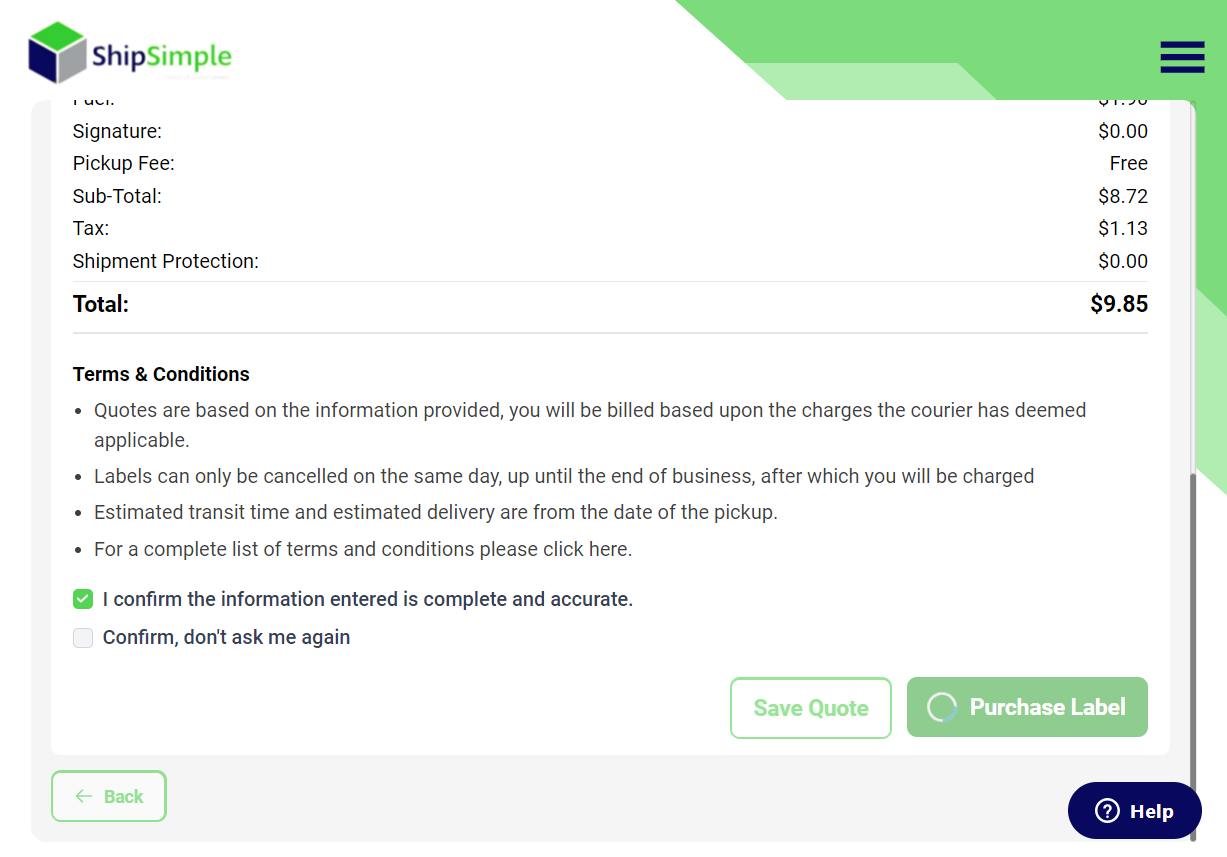 ShipSimple
Fuel: $1.90
Signature: $0.00
Pickup Fee: Free
Sub-Total: $8.72
Tax: $1.13
Shipment Protection: $0.00
Total: $9.85
Terms & Conditions
• Quotes are based on the information provided, you will be billed based upon the charges the courier has deemed
applicable.
• Labels can only be cancelled on the same day, up until the end of business, after which you will be charged
• Estimated transit time and estimated delivery are from the date of the pickup.
• For a complete list of terms and conditions please click here.
I confirm the information entered is complete and accurate.
Confirm, don't ask me again
Save Quote Purchase Label
← Back
? Help